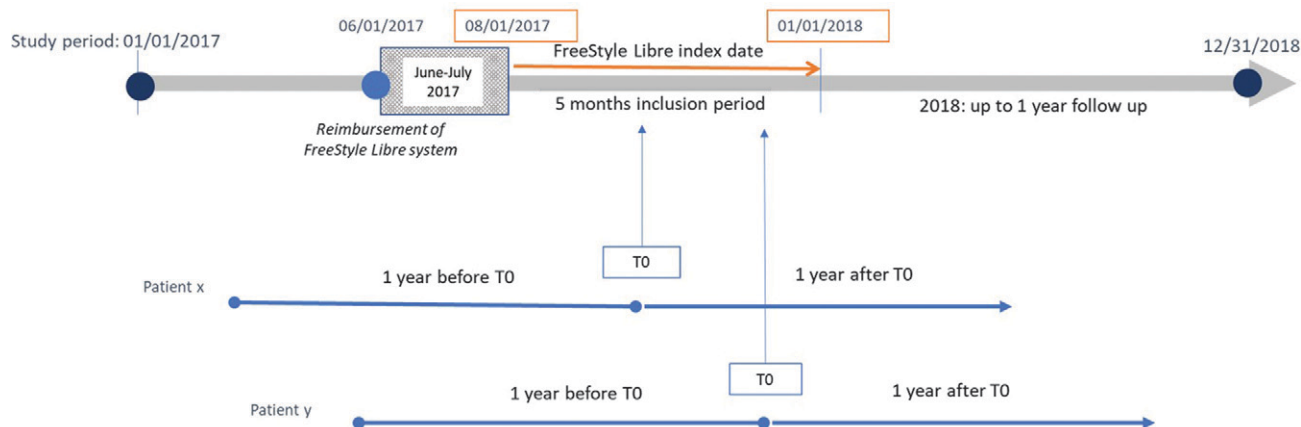 06/01/2017
08/01/2017
01/01/2018
12/31/2018
Study period: 01/01/2017
FreeStyle Libre index date
June-July
2017
5 months inclusion period
2018: up to 1 year follow up
Reimbursement of
FreeStyle Libre system
T0
1 year before T0
1 year after T0
Patient x
T0
1 year before T0
1 year after T0
Patient y